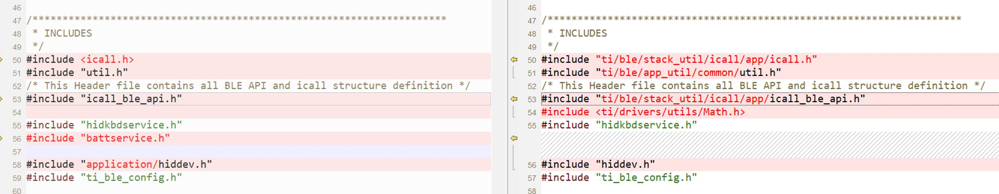 46
47 /*********************************************************************
48 * INCLUDES
49 */
50 #include <icall.h>
51 #include "util.h"
52 /* This Header file contains all BLE API and icall structure definition */
53 #include "icall_ble_api.h"
54
55 #include "hidkbdservice.h"
56 #include "battservice.h"
57
58 #include "application/hiddev.h"
59 #include "ti_ble_config.h"
60
46
47 /*********************************************************************
48 * INCLUDES
49 */
50 #include "ti/ble/stack_util/icall/app/icall.h"
51 #include "ti/ble/app_util/common/util.h"
52 /* This Header file contains all BLE API and icall structure definition */
53 #include "ti/ble/stack_util/icall/app/icall_ble_api.h"
54 #include <ti/drivers/utils/Math.h>
55 #include "hidkbdservice.h"
56 #include "hiddev.h"
57 #include "ti_ble_config.h"
58